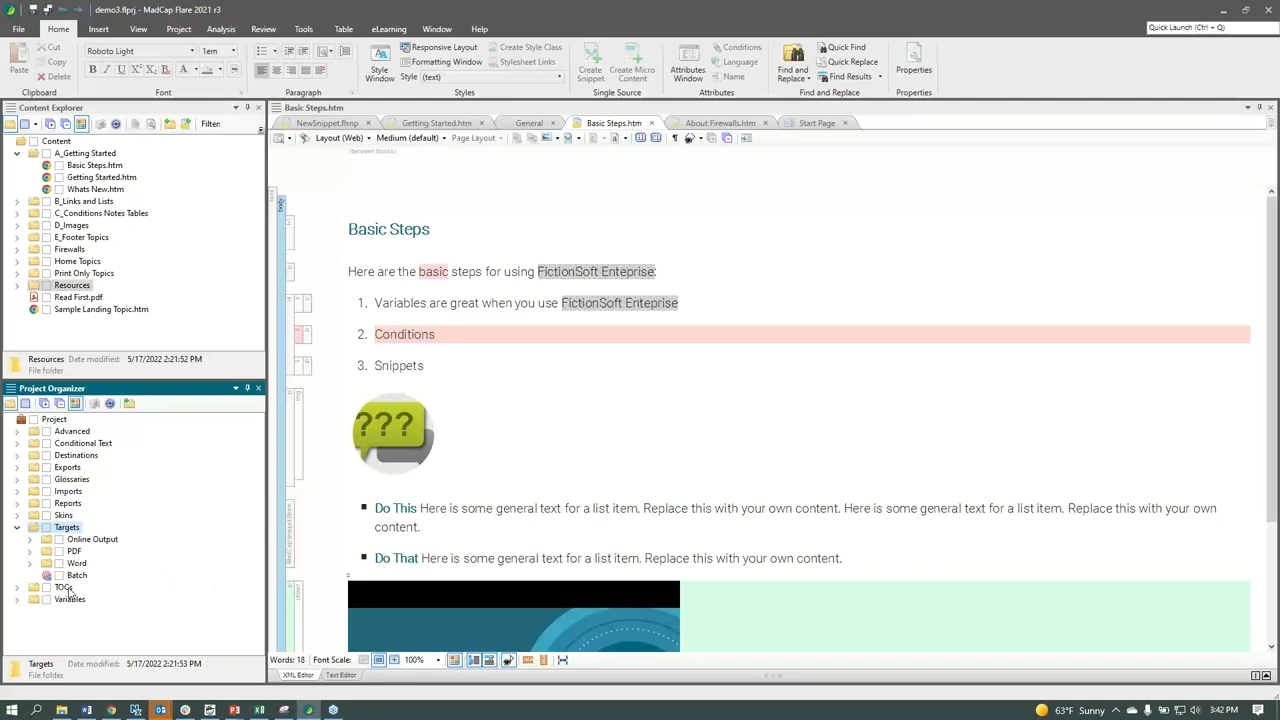 demo3.flprj - MadCap Flare 2021 r3
File Home Insert View Project Analysis Review Tools Table eLearning Window Help
Quick Launch (Ctrl + Q)
Paste
Cut
Copy
Delete
Clipboard
Roboto Light 1em
Font
Paragraph
Style Window
Responsive Layout
Formatting Window
Style (text)
Create Style Class
Stylesheet Links
Styles
Create Snippet
Create Micro Content
Single Source
Attributes Window
Conditions
Language
Name
Attributes
Find and Replace
Quick Find
Quick Replace
Find Results
Find and Replace
Properties
Properties
Content Explorer
Filter:
Content
A_Getting Started
Basic Steps.htm
Getting Started.htm
Whats New.htm
B_Links and Lists
C_Conditions Notes Tables
D_Images
E_Footer Topics
Firewalls
Home Topics
Print Only Topics
Resources
Read First.pdf
Sample Landing Topic.htm
Resources Date modified: 5/17/2022 2:21:52 PM
File folder
Project Organizer
Project
Advanced
Conditional Text
Destinations
Exports
Glossaries
Imports
Reports
Skins
Targets
Online Output
PDF
Word
Batch
TOCs
Variables
Targets Date modified: 5/17/2022 2:21:53 PM
File folder
Basic Steps.htm
NewSnippet.flsnp Getting Started.htm General Basic Steps.htm About Firewalls.htm Start Page
Layout (Web) Medium (default) Page Layout
(between blocks)
html
body
Basic Steps
Here are the basic steps for using FictionSoft Enteprise:
1. Variables are great when you use FictionSoft Enteprise
2. Conditions
3. Snippets
???
Do This Here is some general text for a list item. Replace this with your own content. Here is some general text for a list item. Replace this with your own
content.
Do That Here is some general text for a list item. Replace this with your own content.
Words: 18 Font Scale: 100%
XML Editor Text Editor
63°F Sunny 3:42 PM